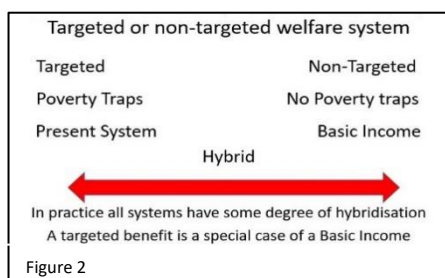 Targeted or non-targeted welfare system
Targeted Non-Targeted
Poverty Traps No Poverty traps
Present System Basic Income
Hybrid
In practice all systems have some degree of hybridisation
A targeted benefit is a special case of a Basic Income
Figure 2